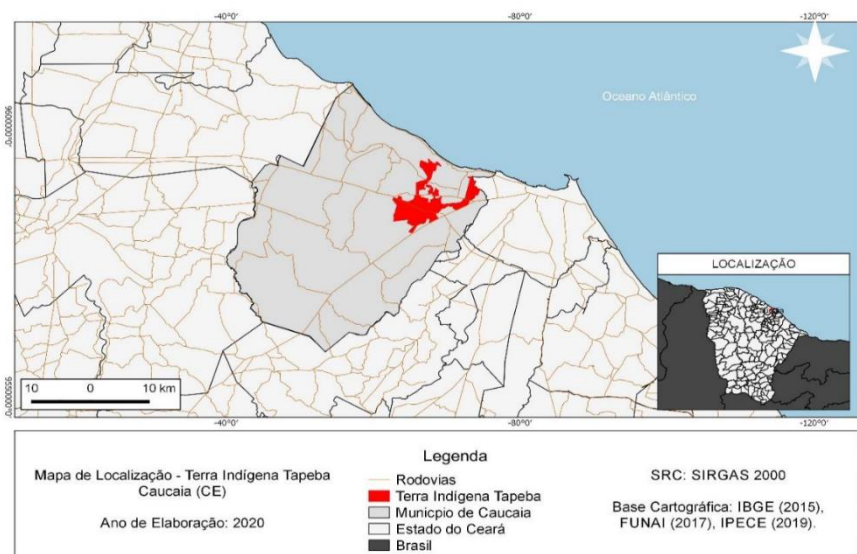 -40°0' -80°0' -120°0'
Oceano Atlântico
LOCALIZAÇÃO
10 0 10 km
-40°0' -80°0' -120°0'
Mapa de Localização - Terra Indígena Tapeba
Caucaia (CE)
Ano de Elaboração: 2020
Legenda
Rodovias
Terra Indígena Tapeba
Municpio de Caucaia
Estado do Ceará
Brasil
SRC: SIRGAS 2000
Base Cartográfica: IBGE (2015),
FUNAI (2017), IPECE (2019).